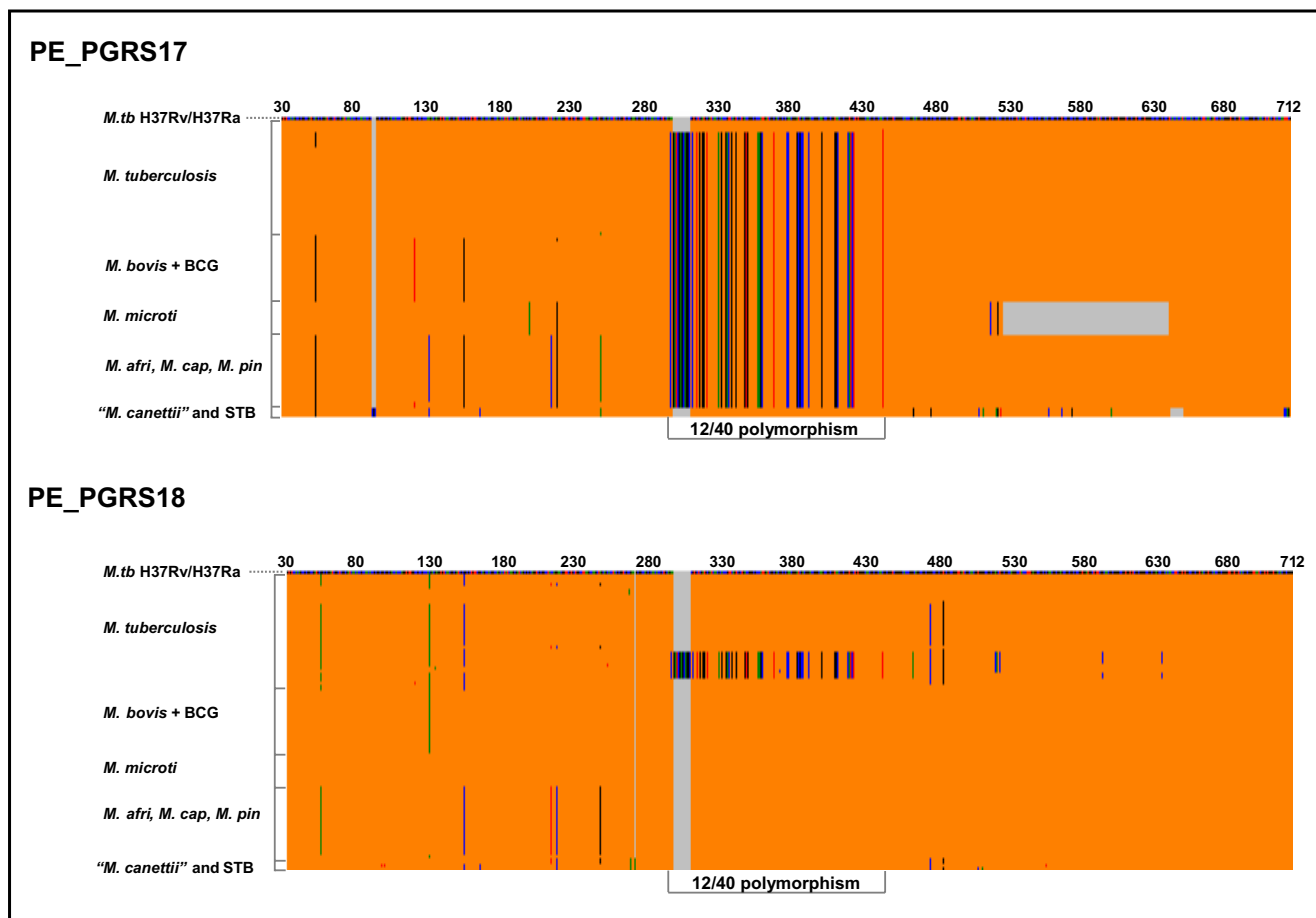 PE_PGRS17
30 80 130 180 230 280 330 380 430 480 530 580 630 680 712
M.tb H37Rv/H37Ra
M. tuberculosis
M. bovis + BCG
M. microti
M. afri, M. cap, M. pin
“M. canettii” and STB
12/40 polymorphism
PE_PGRS18
30 80 130 180 230 280 330 380 430 480 530 580 630 680 712
M.tb H37Rv/H37Ra
M. tuberculosis
M. bovis + BCG
M. microti
M. afri, M. cap, M. pin
“M. canettii” and STB
12/40 polymorphism